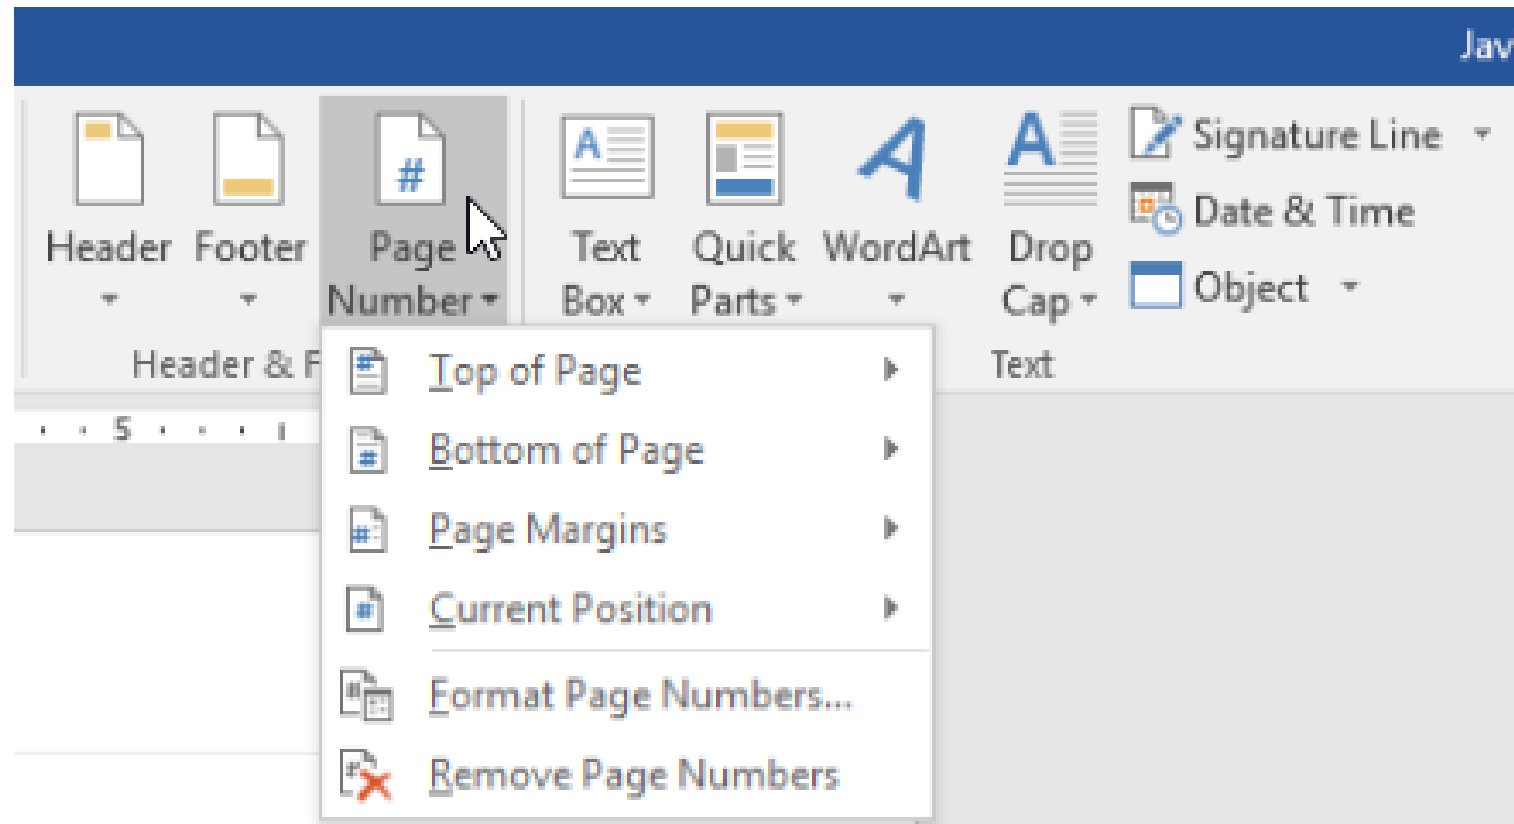 Jav
Header
Footer
Page
Number
Text
Box
Quick
Parts
WordArt
Drop
Cap
Signature Line
Date & Time
Object
Header & F
Text
5
Top of Page
Bottom of Page
Page Margins
Current Position
Format Page Numbers...
Remove Page Numbers